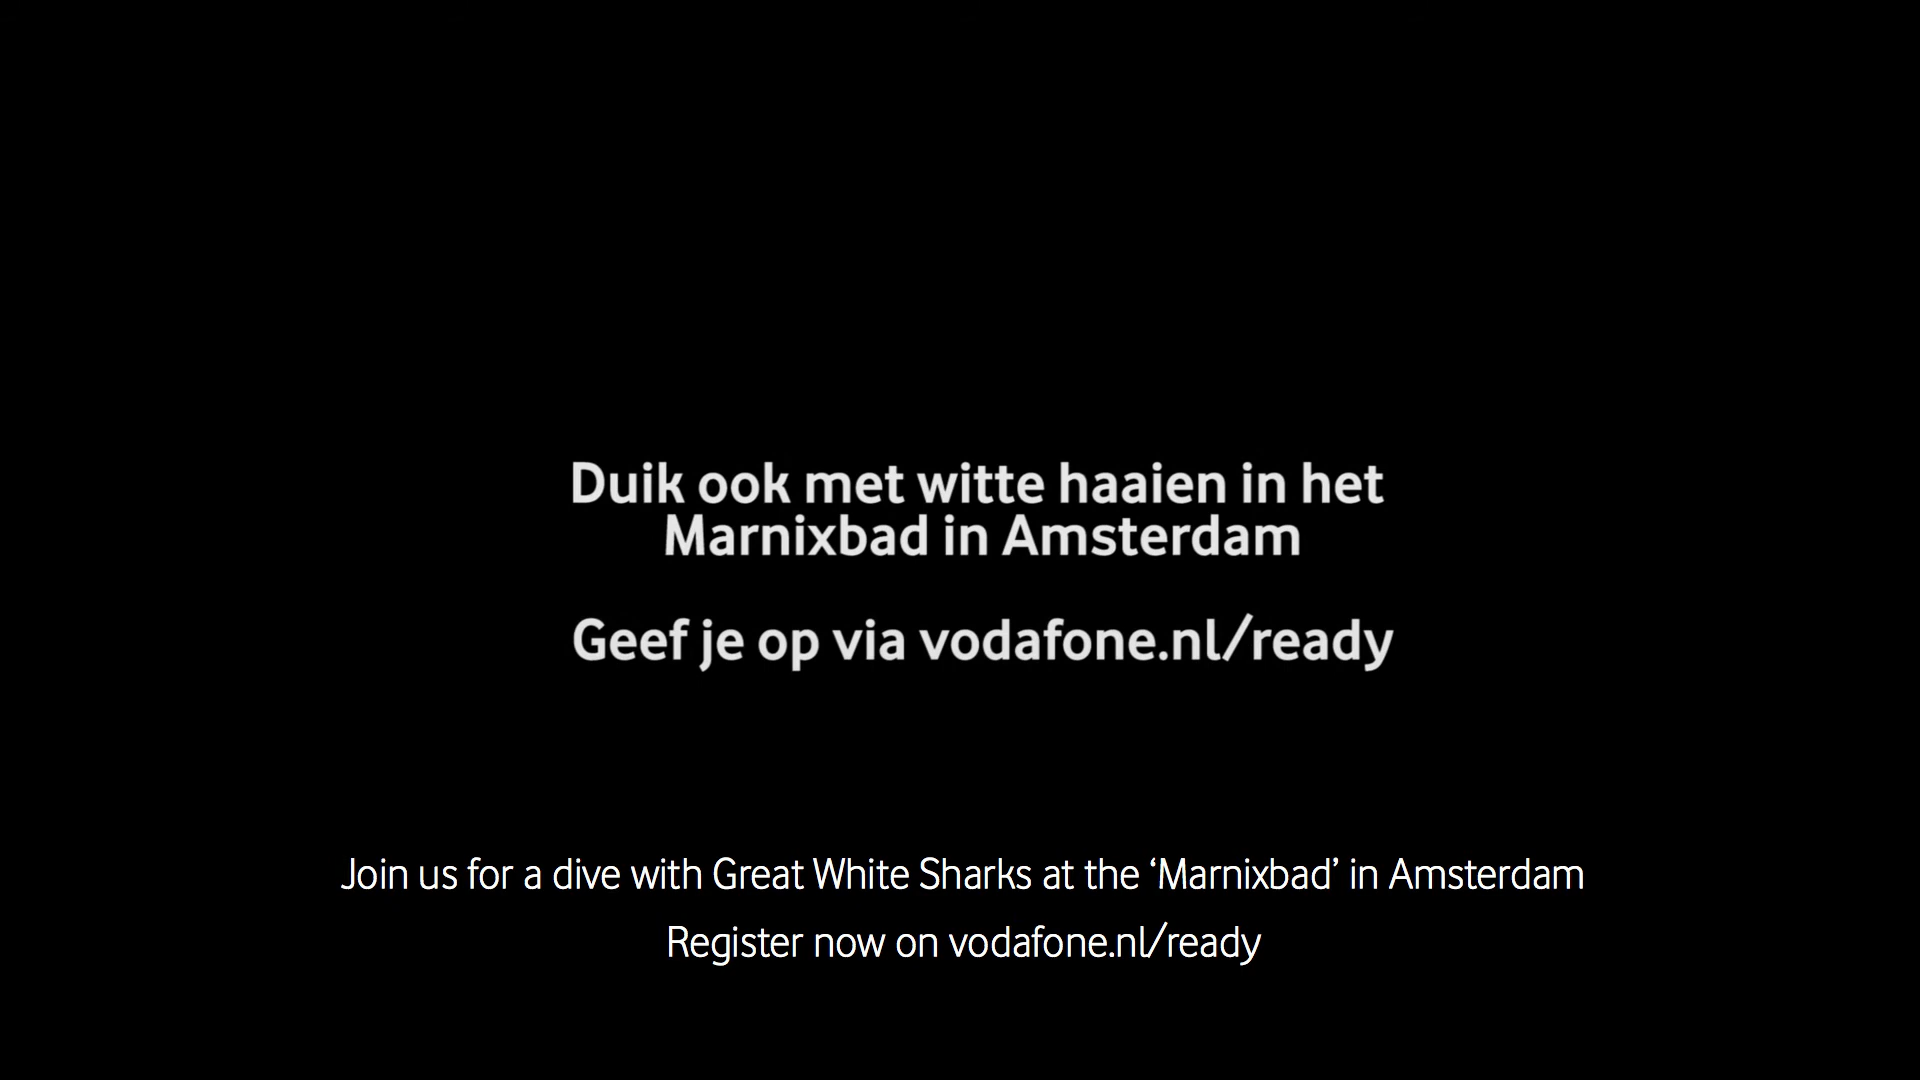 Duik ook met witte haaien in het
Marnixbad in Amsterdam
Geef je op via vodafone.nl/ready
Join us for a dive with Great White Sharks at the ‘Marnixbad’ in Amsterdam
Register now on vodafone.nl/ready